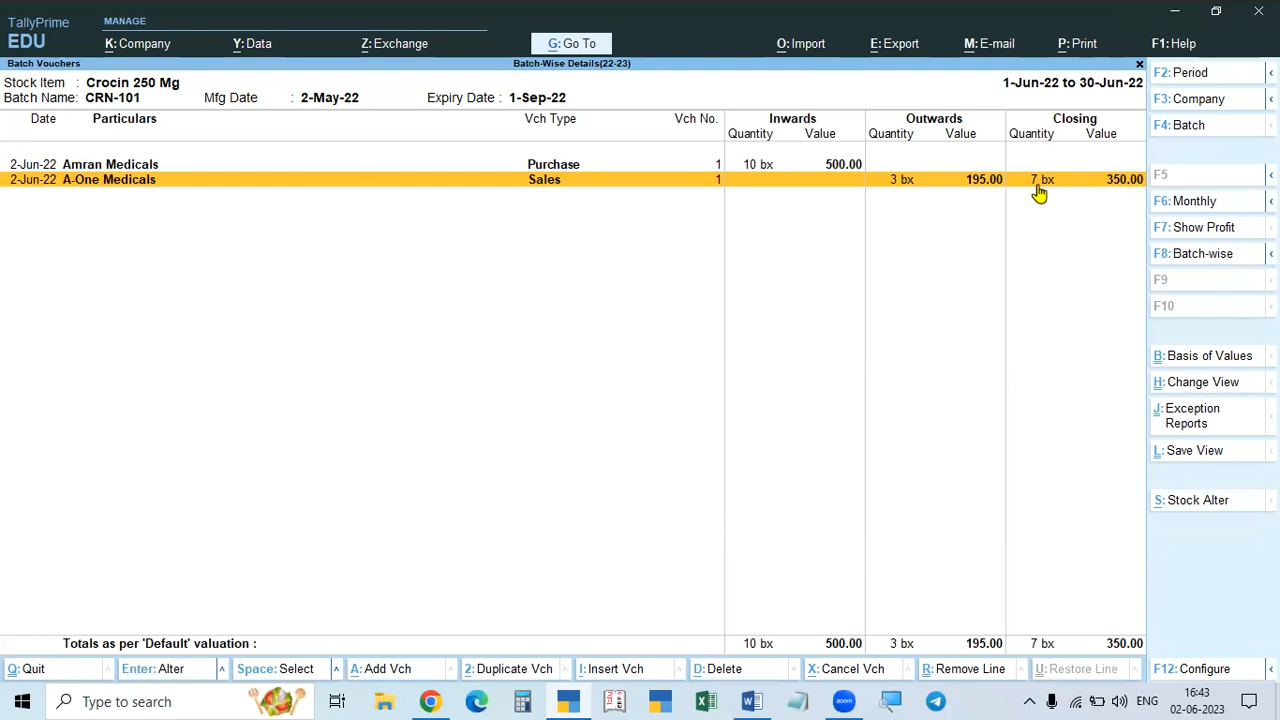 TallyPrime
EDU
MANAGE
K: Company
Y: Data
Z: Exchange
G: Go To
O: Import
E: Export
M: E-mail
P: Print
F1: Help
Batch Vouchers
Batch-Wise Details(22-23)
Stock Item : Crocin 250 Mg
1-Jun-22 to 30-Jun-22
Batch Name: CRN-101 Mfg Date : 2-May-22 Expiry Date : 1-Sep-22
Date Particulars Vch Type Vch No. Inwards Outwards Closing
Quantity Value Quantity Value Quantity Value
2-Jun-22 Amran Medicals Purchase 1 10 bx 500.00
2-Jun-22 A-One Medicals Sales 1 3 bx 195.00 7 bx 350.00
Totals as per 'Default' valuation : 10 bx 500.00 3 bx 195.00 7 bx 350.00
F2: Period
F3: Company
F4: Batch
F5
F6: Monthly
F7: Show Profit
F8: Batch-wise
F9
F10
B: Basis of Values
H: Change View
J: Exception
Reports
L: Save View
S: Stock Alter
F12: Configure
Q: Quit
Enter: Alter
Space: Select
A: Add Vch
2: Duplicate Vch
I: Insert Vch
D: Delete
X: Cancel Vch
R: Remove Line
U: Restore Line
Type here to search
zoom
ENG
16:43
02-06-2023